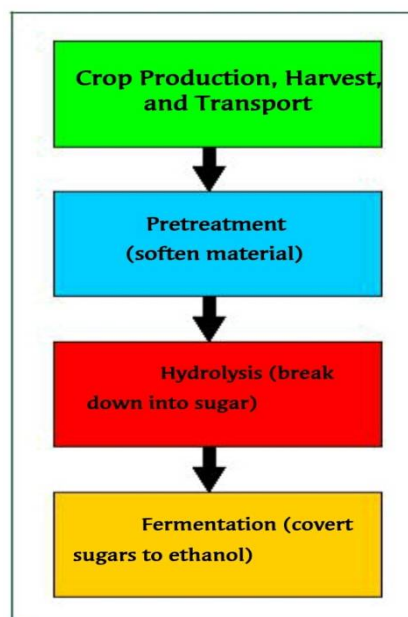 Crop Production, Harvest,
and Transport
Pretreatment
(soften material)
Hydrolysis (break
down into sugar)
Fermentation (covert
sugars to ethanol)